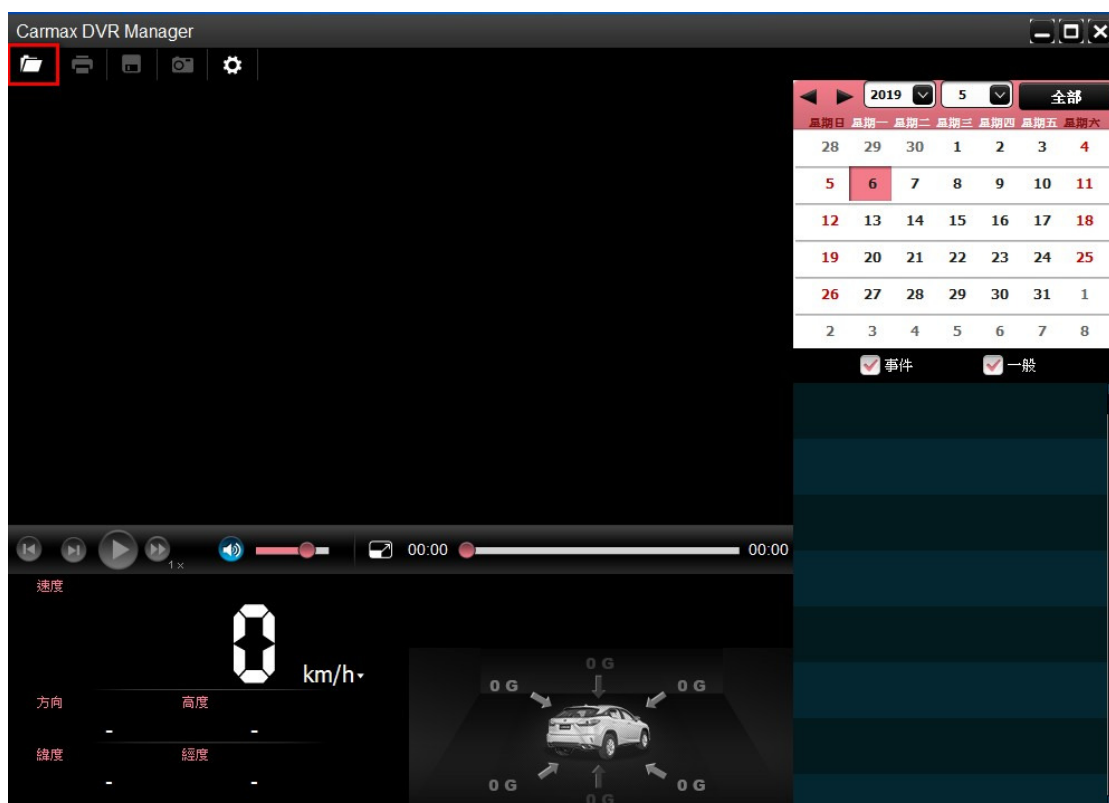 Carmax DVR Manager
2019 5 全部
星期日 星期一 星期二 星期三 星期四 星期五 星期六
28 29 30 1 2 3 4
5 6 7 8 9 10 11
12 13 14 15 16 17 18
19 20 21 22 23 24 25
26 27 28 29 30 31 1
2 3 4 5 6 7 8
事件 一般
1x 00:00 00:00
速度
0 km/h
0 G
0 G 0 G
方向 高度
- -
緯度 經度
- -
0 G 0 G
0 G